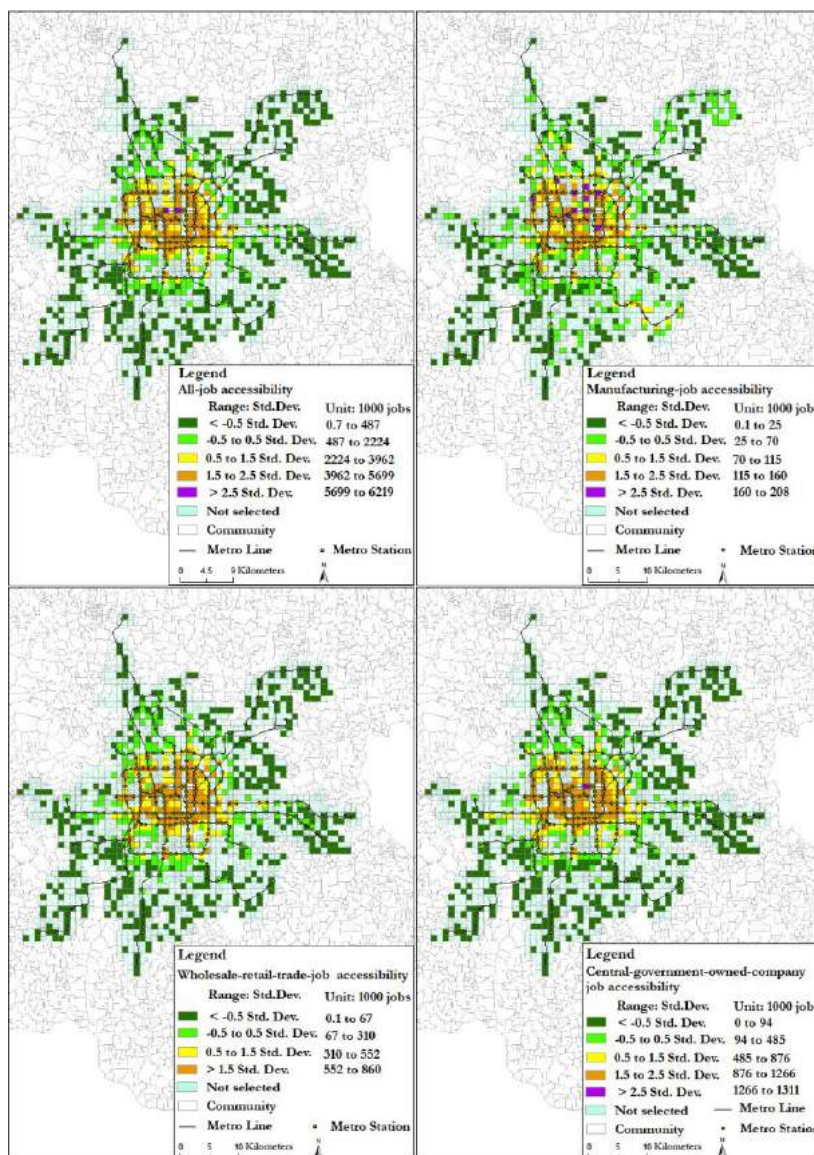 Legend
All-job accessibility
Range: Std.Dev. Unit: 1000 jobs
< -0.5 Std. Dev. 0.7 to 487
-0.5 to 0.5 Std. Dev. 487 to 2224
0.5 to 1.5 Std. Dev. 2224 to 3962
1.5 to 2.5 Std. Dev. 3962 to 5699
> 2.5 Std. Dev. 5699 to 6219
Not selected
Community
Metro Line Metro Station
0 4.5 9 Kilometers N
Legend
Manufacturing-job accessibility
Range: Std.Dev. Unit: 1000 jobs
< -0.5 Std. Dev. 0.1 to 25
-0.5 to 0.5 Std. Dev. 25 to 70
0.5 to 1.5 Std. Dev. 70 to 115
1.5 to 2.5 Std. Dev. 115 to 160
> 2.5 Std. Dev. 160 to 208
Not selected
Community
Metro Line Metro Station
0 5 10 Kilometers N
Legend
Wholesale-retail-trade-job accessibility
Range: Std.Dev. Unit: 1000 jobs
< -0.5 Std. Dev. 0.1 to 67
-0.5 to 0.5 Std. Dev. 67 to 310
0.5 to 1.5 Std. Dev. 310 to 552
> 1.5 Std. Dev. 552 to 860
Not selected
Community
Metro Line Metro Station
0 5 10 Kilometers N
Legend
Central-government-owned-company
job accessibility
Range: Std.Dev. Unit: 1000 jobs
< -0.5 Std. Dev. 0 to 94
-0.5 to 0.5 Std. Dev. 94 to 485
0.5 to 1.5 Std. Dev. 485 to 876
1.5 to 2.5 Std. Dev. 876 to 1266
> 2.5 Std. Dev. 1266 to 1311
Not selected Metro Line
Community Metro Station
0 5 10 Kilometers N